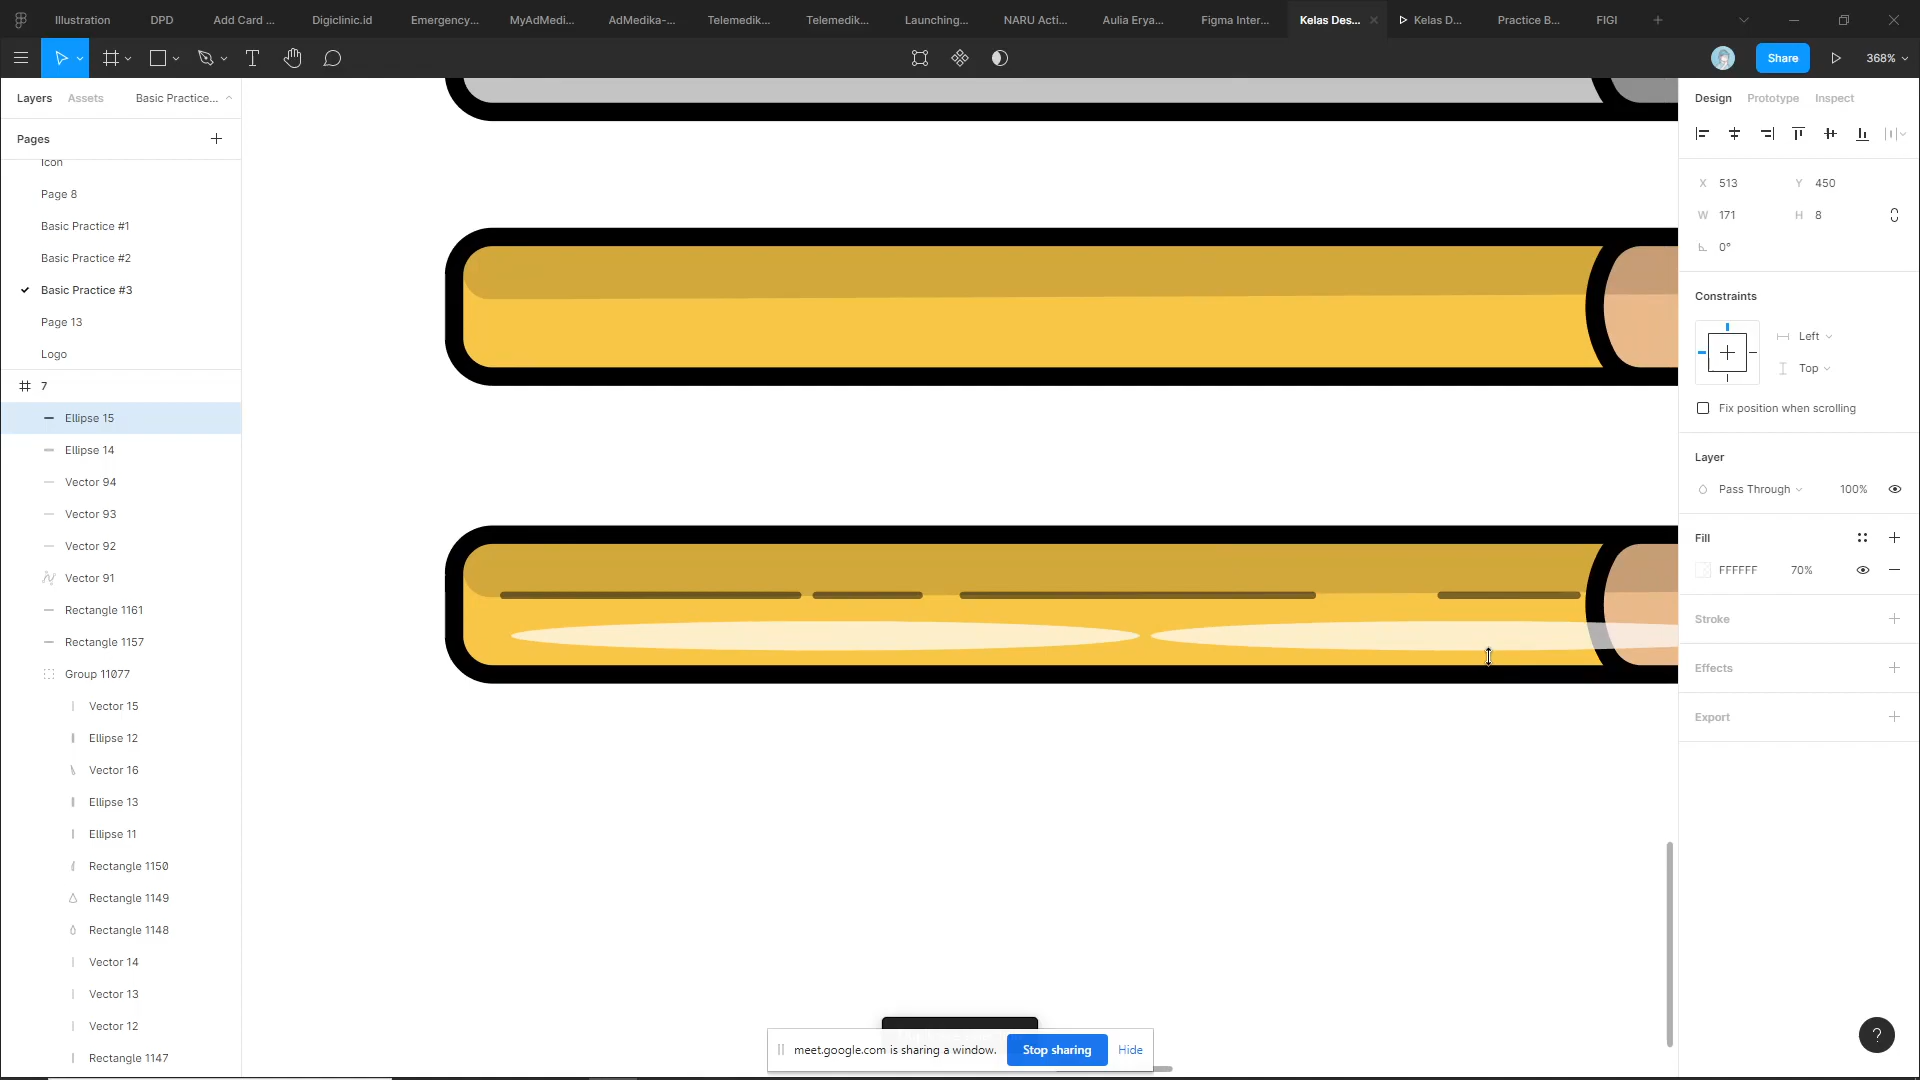 Illustration
DPD
Add Card ...
Digiclinic.id
Emergency...
MyAdMedi...
AdMedika-...
Telemedik...
Telemedik...
Launching...
NARU Acti...
Aulia Erya...
Figma Inter...
Kelas Des...
Kelas D...
Practice B...
FIGI
Share
368%
Layers
Assets
Basic Practice...
Pages
Icon
Page 8
Basic Practice #1
Basic Practice #2
Basic Practice #3
Page 13
Logo
7
Ellipse 15
Ellipse 14
Vector 94
Vector 93
Vector 92
Vector 91
Rectangle 1161
Rectangle 1157
Group 11077
Vector 15
Ellipse 12
Vector 16
Ellipse 13
Ellipse 11
Rectangle 1150
Rectangle 1149
Rectangle 1148
Vector 14
Vector 13
Vector 12
Rectangle 1147
Design
Prototype
Inspect
X 513
Y 450
W 171
H 8
0°
Constraints
Left
Top
Fix position when scrolling
Layer
Pass Through
100%
Fill
FFFFFF
70%
Stroke
Effects
Export
?
meet.google.com is sharing a window.
Stop sharing
Hide